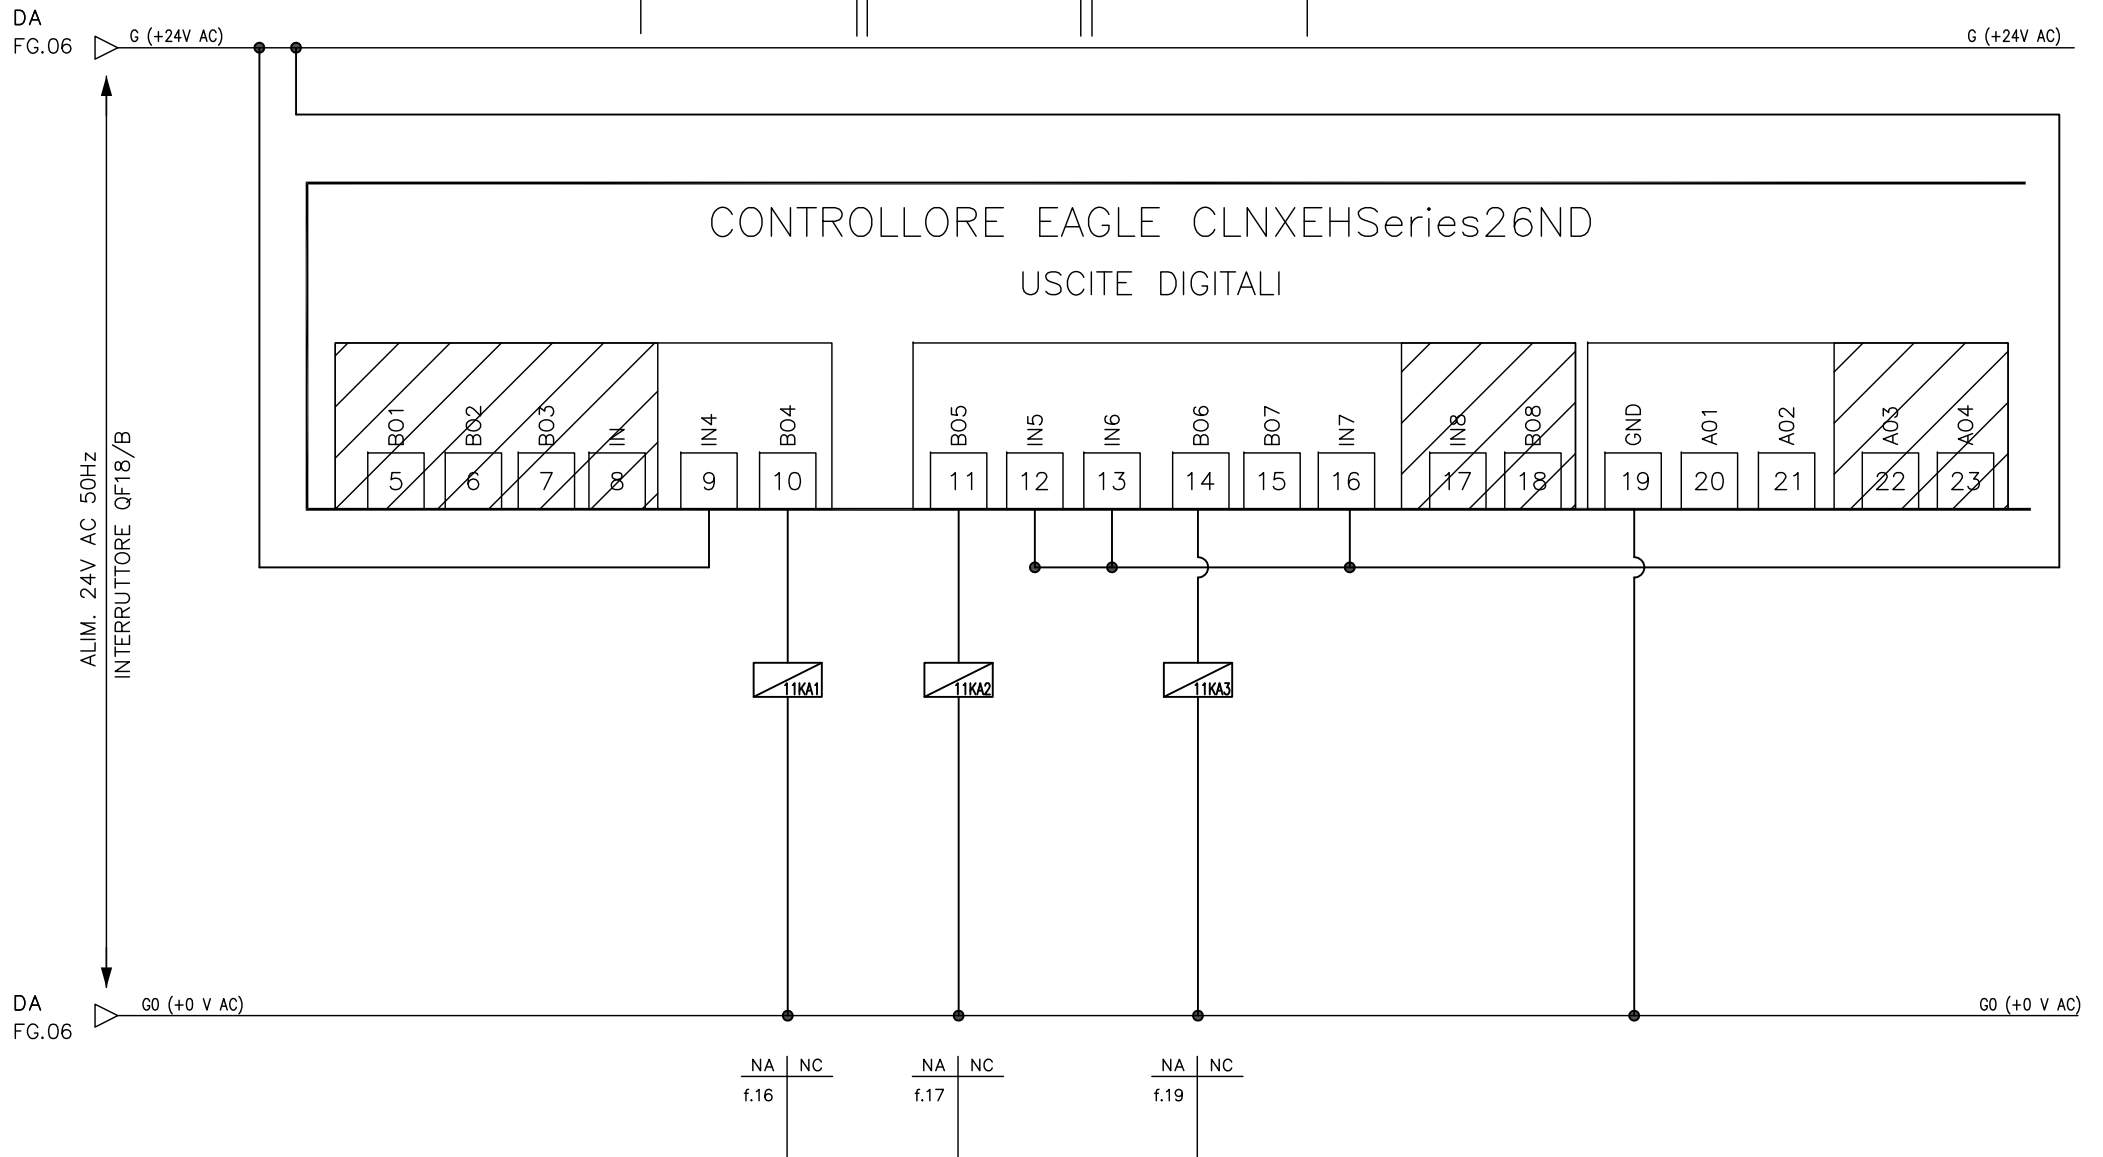 DA
FG.06
G (+24V AC)
G (+24V AC)
CONTROLLORE EAGLE CLNXEHSeries26ND
USCITE DIGITALI
BO1
BO2
BO3
IN
IN4
BO4
BO5
IN5
IN6
BO6
BO7
IN7
IN8
BO8
GND
AO1
AO2
AO3
AO4
5
6
7
8
9
10
11
12
13
14
15
16
17
18
19
20
21
22
23
ALIM. 24V AC 50Hz
INTERRUTTORE QF18/B
11KA1
11KA2
11KA3
DA
FG.06
G0 (+0 V AC)
G0 (+0 V AC)
NA NC
f.16
NA NC
f.17
NA NC
f.19